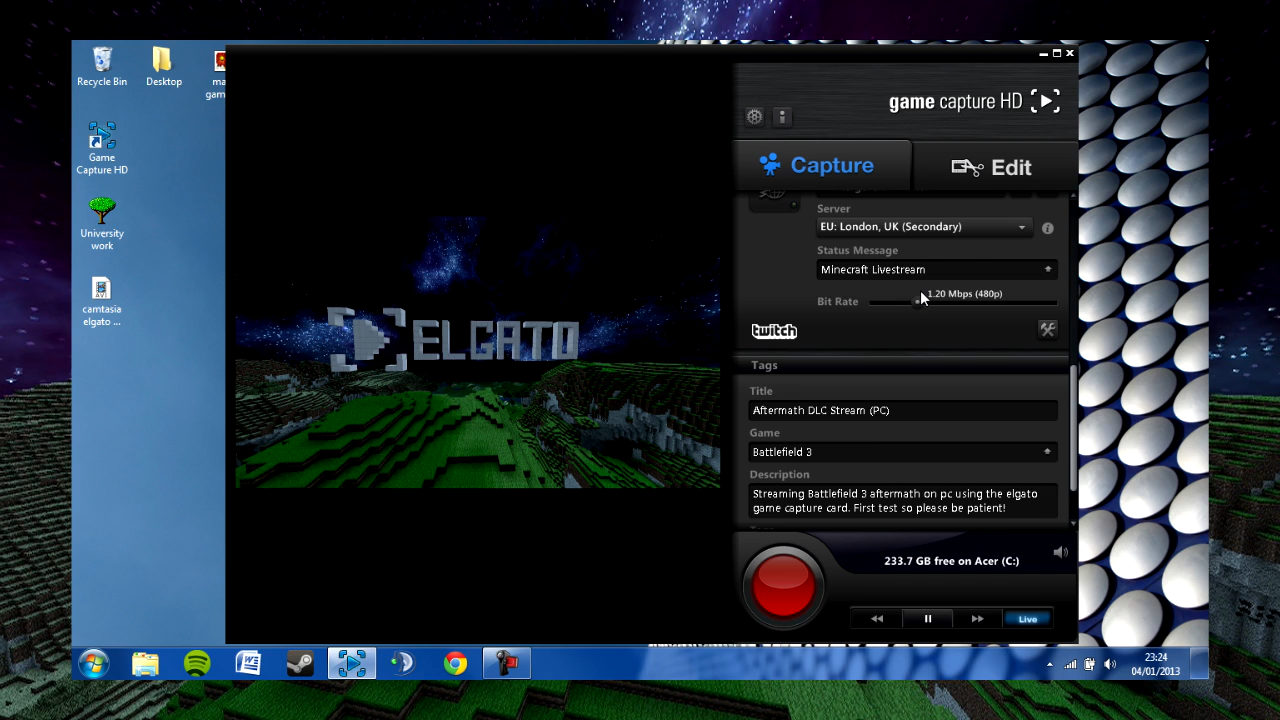 Recycle Bin
Desktop
ma
gam
Game
Capture HD
University
work
AVI
camtasia
elgato ...
ELGATO
game capture HD
Capture
Edit
Server
EU: London, UK (Secondary)
Status Message
Minecraft Livestream
Bit Rate
1.20 Mbps (480p)
twitch
Tags
Title
Aftermath DLC Stream (PC)
Game
Battlefield 3
Description
Streaming Battlefield 3 aftermath on pc using the elgato
game capture card. First test so please be patient!
233.7 GB free on Acer (C:)
Live
23:24
04/01/2013